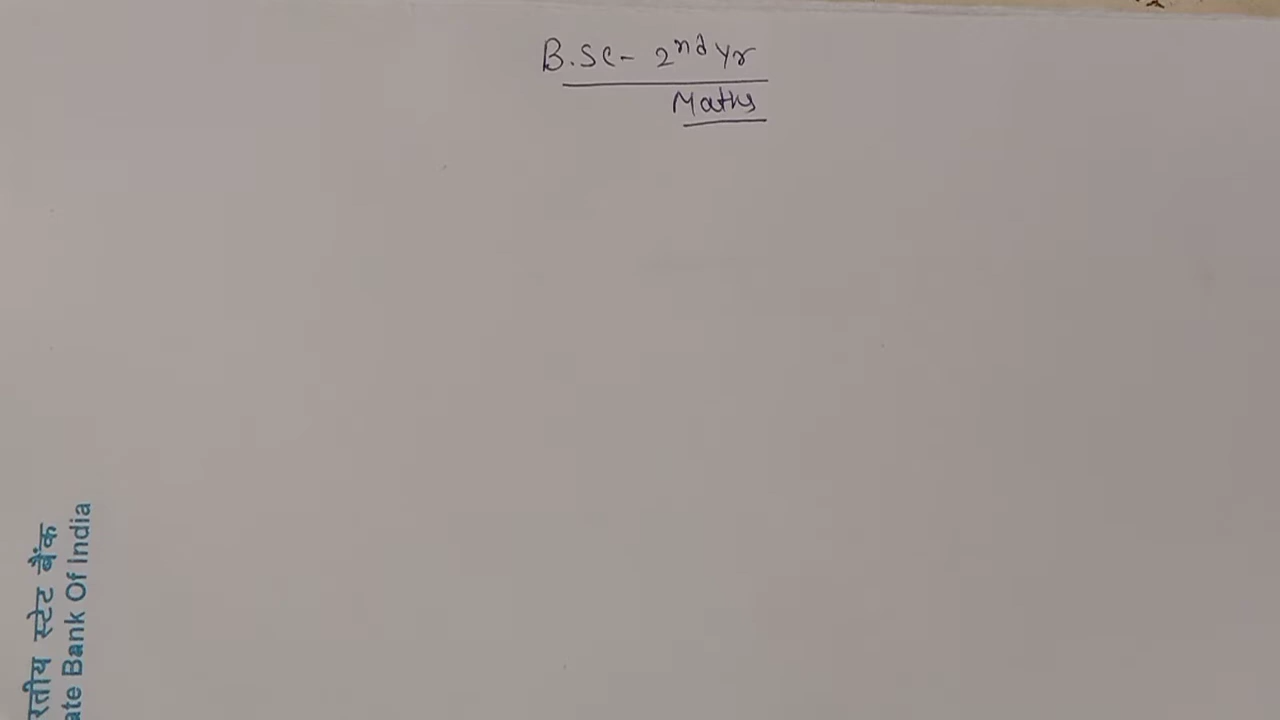 B.Sc- 2nd Yr
Maths
रतीय स्टेट बैंक
ate Bank Of India